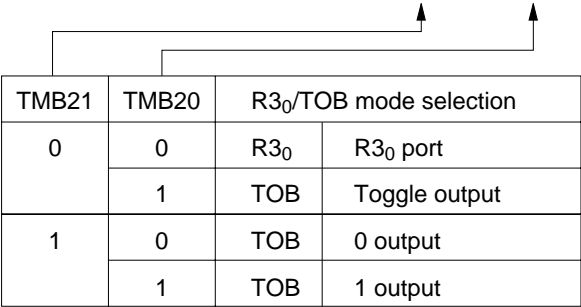 TMB21 TMB20 R3₀/TOB mode selection
0 0 R3₀ R3₀ port
1 TOB Toggle output
1 0 TOB 0 output
1 TOB 1 output